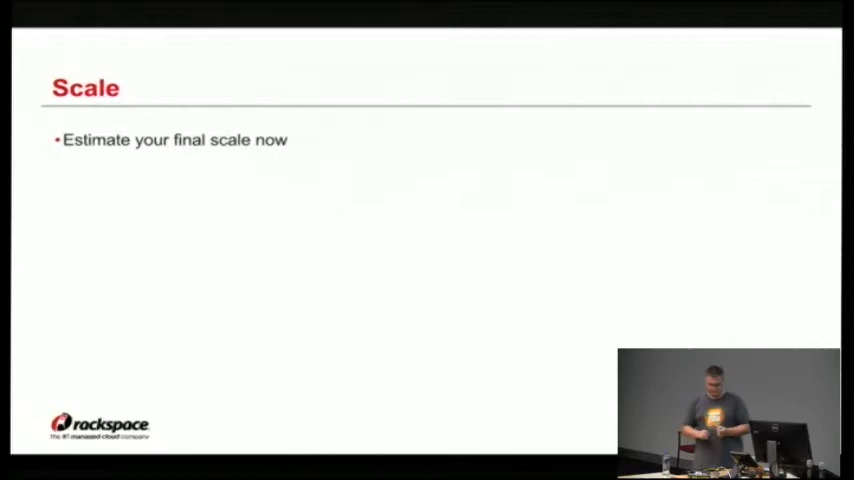 Scale
•Estimate your final scale now
rackspace
the #1 managed cloud company